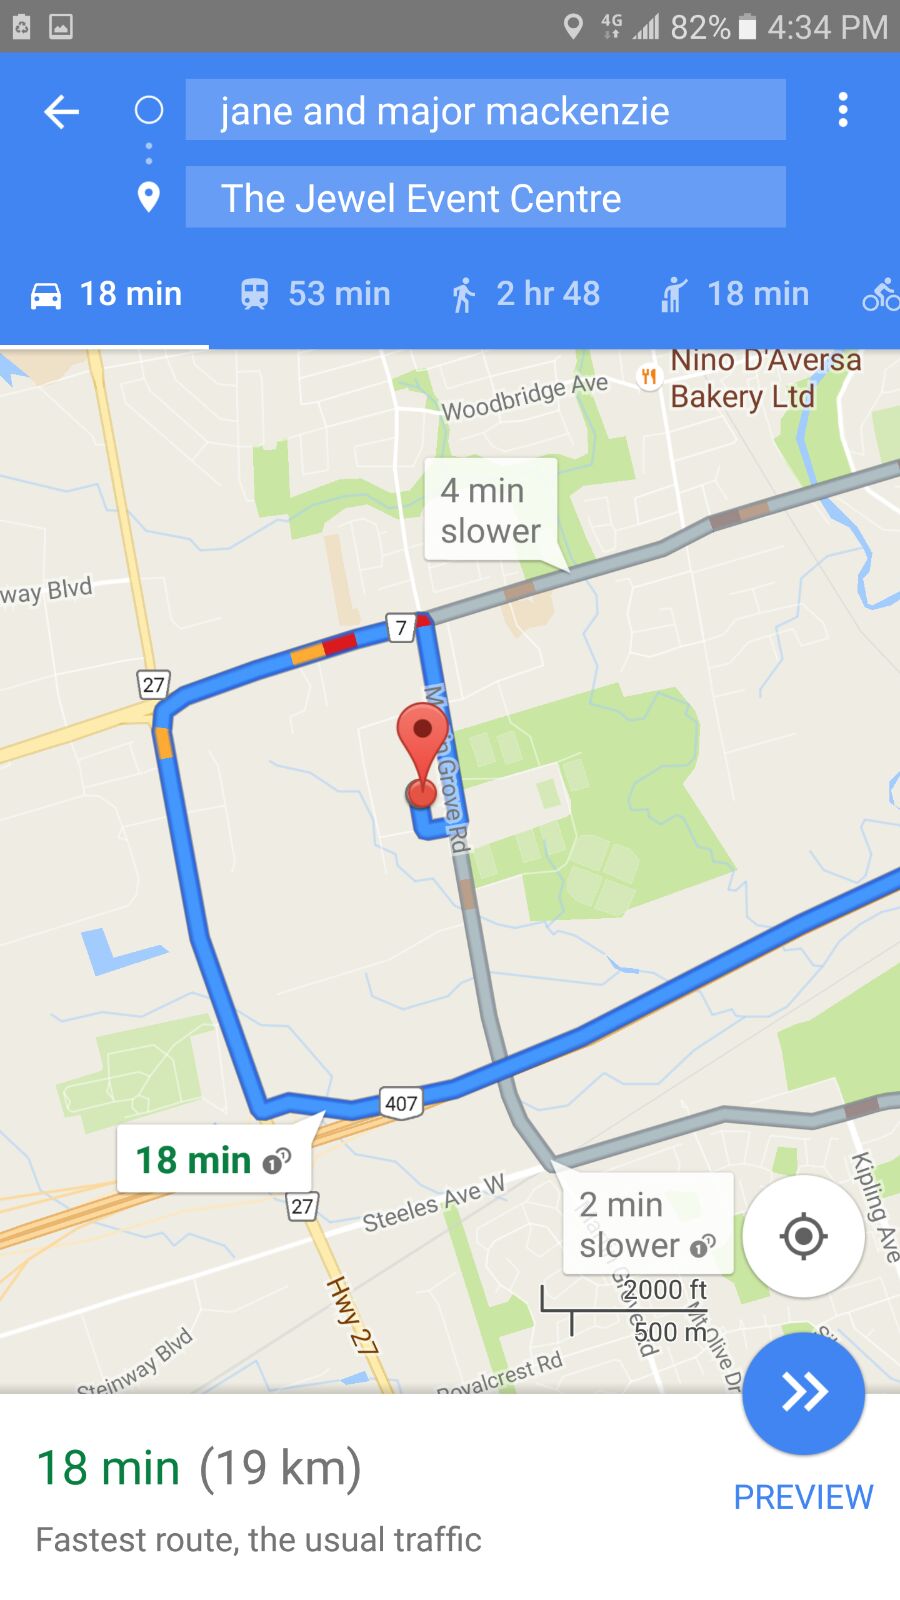 82% 4:34 PM
4G
jane and major mackenzie
The Jewel Event Centre
18 min
53 min
2 hr 48
18 min
Nino D'Aversa
Bakery Ltd
Woodbridge Ave
4 min
slower
way Blvd
7
27
Grove Rd
407
18 min
27
Steeles Ave W
2 min
slower
Kipling Ave
2000 ft
500 m
Hwy 27
Steinway Blvd
Royalcrest Rd
Mt Olive Dr
18 min (19 km)
PREVIEW
Fastest route, the usual traffic